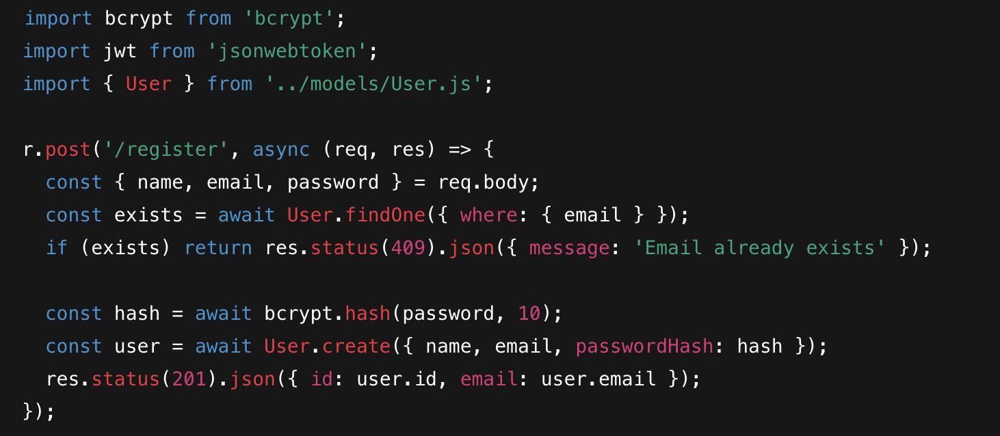 import bcrypt from 'bcrypt';
import jwt from 'jsonwebtoken';
import { User } from '../models/User.js';

r.post('/register', async (req, res) => {
  const { name, email, password } = req.body;
  const exists = await User.findOne({ where: { email } });
  if (exists) return res.status(409).json({ message: 'Email already exists' });

  const hash = await bcrypt.hash(password, 10);
  const user = await User.create({ name, email, passwordHash: hash });
  res.status(201).json({ id: user.id, email: user.email });
});